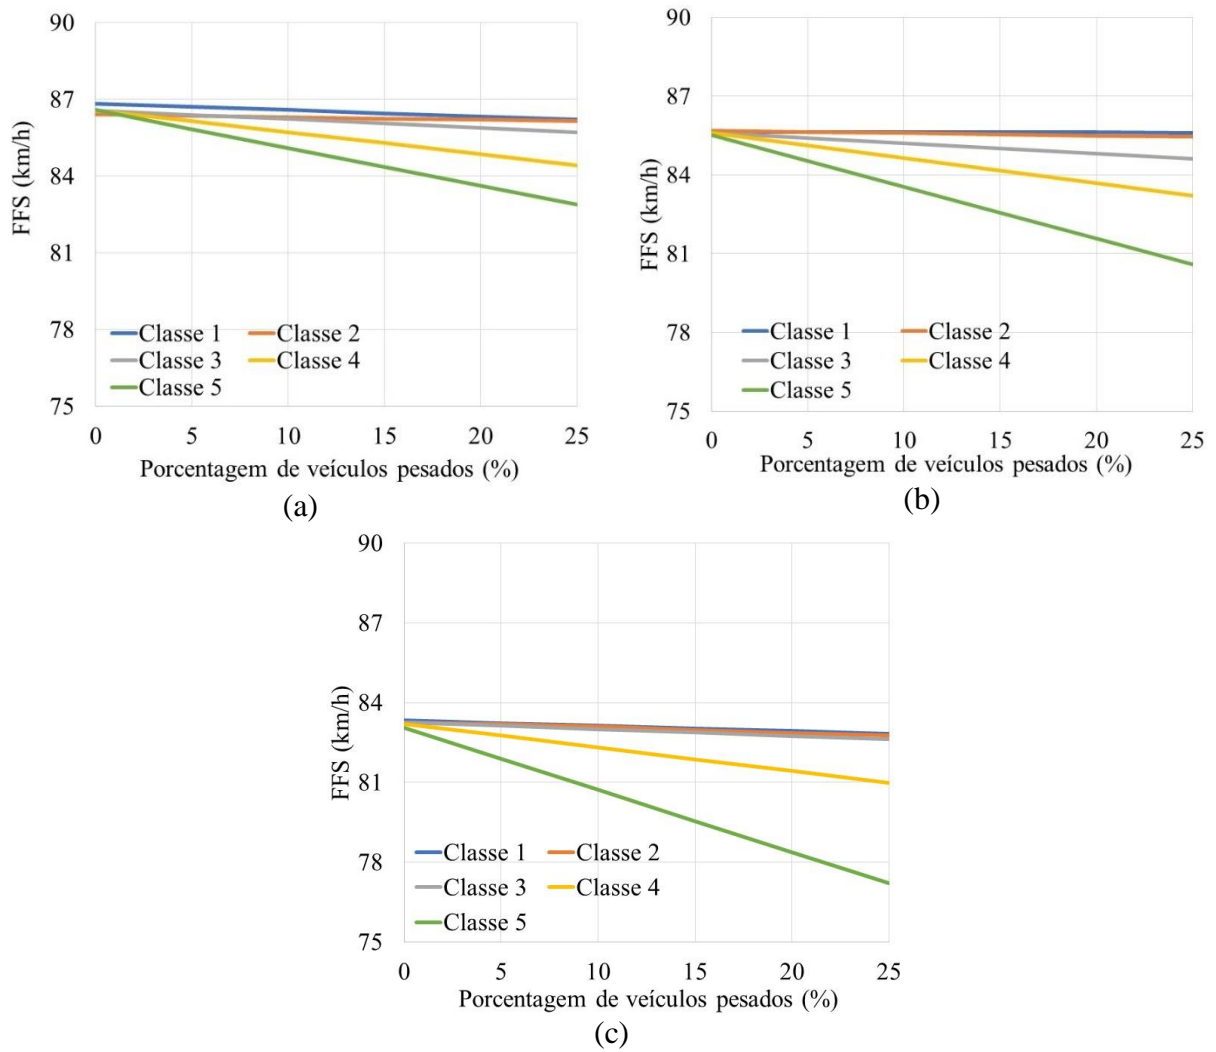 90
87
84
81
78
75
FFS (km/h)
Classe 1 Classe 2
Classe 3 Classe 4
Classe 5
0 5 10 15 20 25
Porcentagem de veículos pesados (%)
(a)
90
87
84
81
78
75
FFS (km/h)
Classe 1 Classe 2
Classe 3 Classe 4
Classe 5
0 5 10 15 20 25
Porcentagem de veículos pesados (%)
(b)
90
87
84
81
78
75
FFS (km/h)
Classe 1 Classe 2
Classe 3 Classe 4
Classe 5
0 5 10 15 20 25
Porcentagem de veículos pesados (%)
(c)